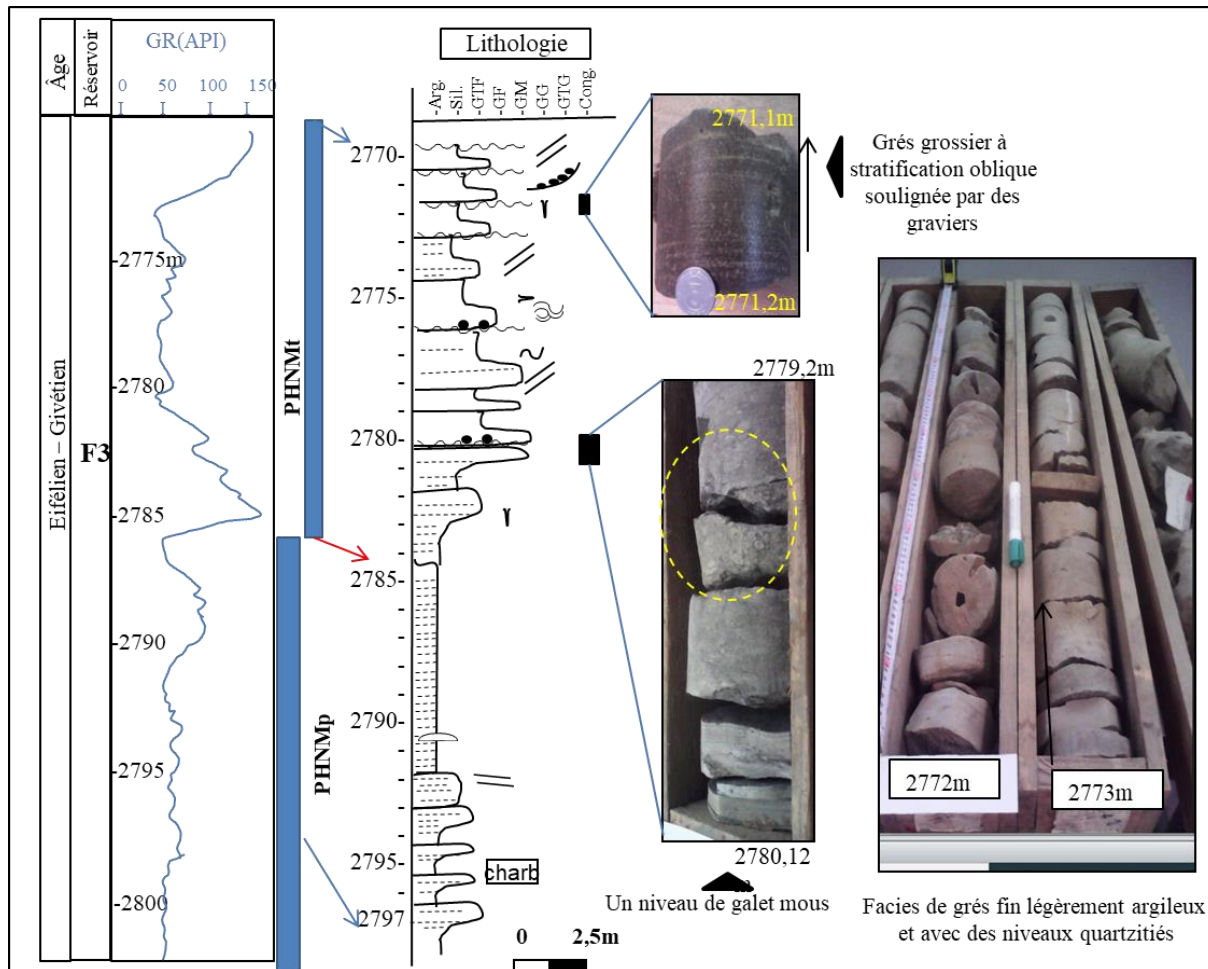 Âge
Réservoir
GR(API)
0 50 100 150
Eifélien – Givétien
F3
-2775m
-2780
-2785
-2790
-2795
-2800
PHNMt
PHNMp
Lithologie
-Arg.
Sil.
-GTF
-GF
-GM
-GG
-GTG
-Cong.
2770-
2775-
2780-
2785-
2790-
2795-
2797
charb
0 2,5m
2771,1m
2771,2m
Grés grossier à
stratification oblique
soulignée par des
graviers
2779,2m
2780,12
Un niveau de galet mous
2772m
2773m
Facies de grés fin légèrement argileux
et avec des niveaux quartzitiés